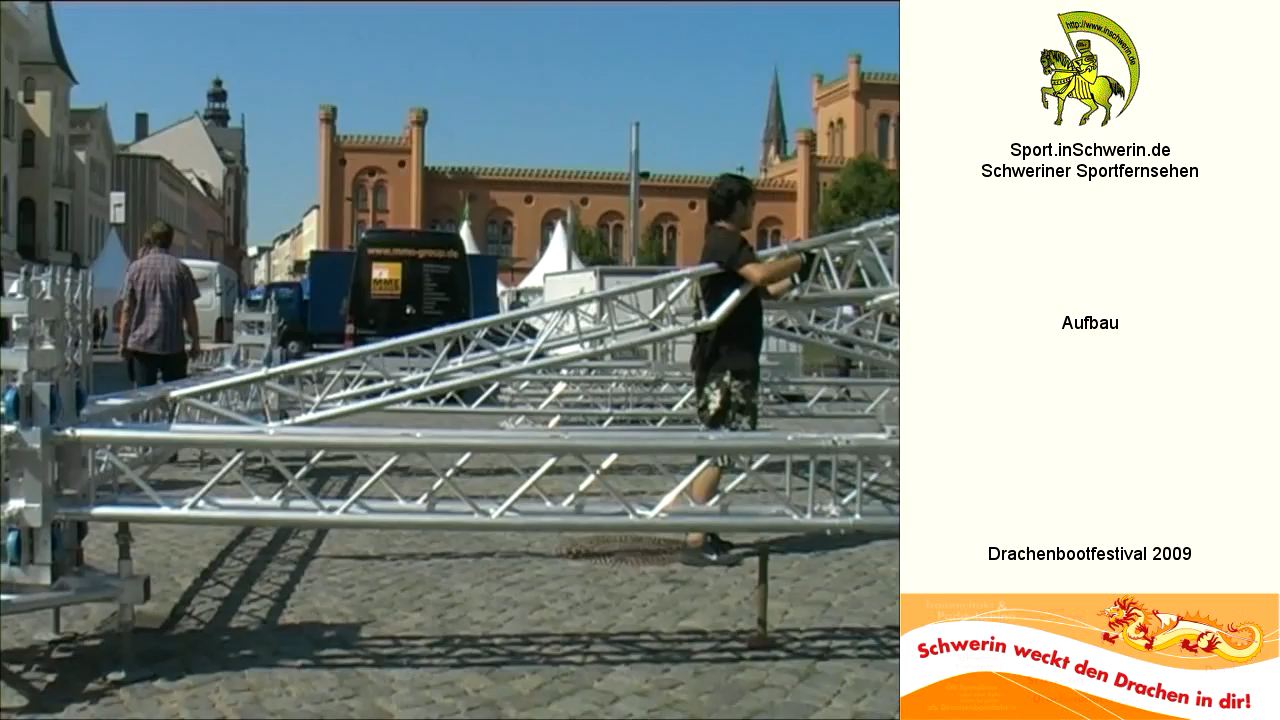 www.mme-group.de
MME
http://www.inschwerin.de
Sport.inSchwerin.de
Schweriner Sportfernsehen
Aufbau
Drachenbootfestival 2009
Schwerin weckt den Drachen in dir!